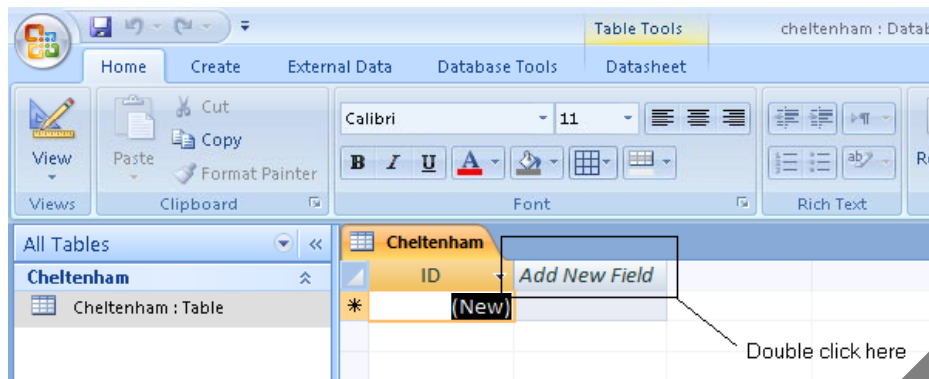 Table Tools cheltenham : Datab
Home Create External Data Database Tools Datasheet
View Paste Cut
Copy
Format Painter
Calibri 11
B I U A
ab
Views Clipboard Font Rich Text
All Tables
Cheltenham
Cheltenham : Table
Cheltenham
ID Add New Field
(New)
Double click here